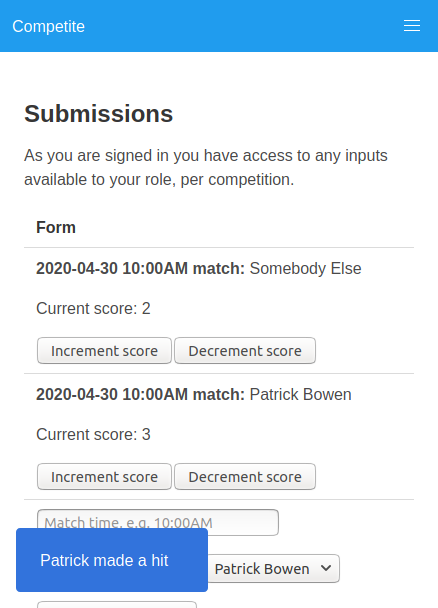 Competite
Submissions
As you are signed in you have access to any inputs
available to your role, per competition.
Form
2020-04-30 10:00AM match: Somebody Else
Current score: 2
Increment score Decrement score
2020-04-30 10:00AM match: Patrick Bowen
Current score: 3
Increment score Decrement score
Match time, e.g. 10:00AM
Patrick made a hit
Patrick Bowen